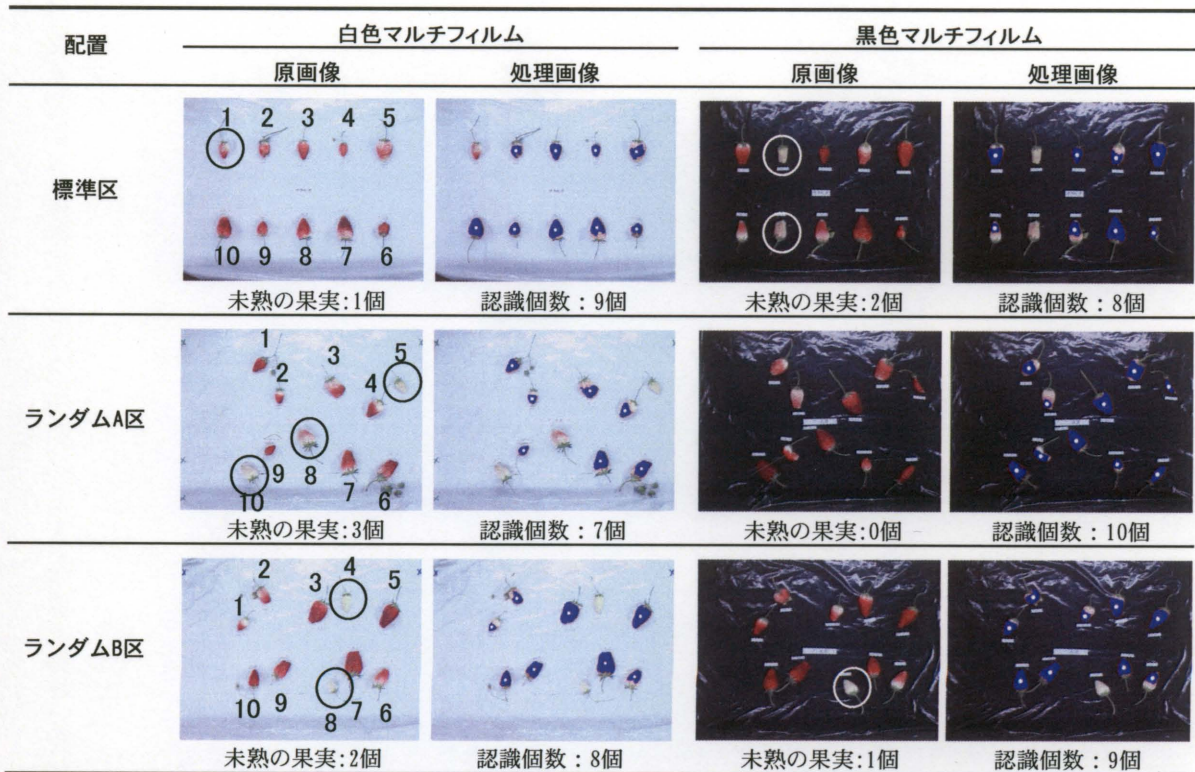 配置 白色マルチフィルム 黒色マルチフィルム
原画像 処理画像 原画像 処理画像
標準区
1 2 3 4 5
10 9 8 7 6
未熟の果実:1個 認識個数：9個 未熟の果実:2個 認識個数：8個
ランダムA区
1 2 3 4 5
10 9 8 7 6
未熟の果実:3個 認識個数：7個 未熟の果実:0個 認識個数：10個
ランダムB区
1 2 3 4 5
10 9 8 7 6
未熟の果実:2個 認識個数：8個 未熟の果実:1個 認識個数：9個